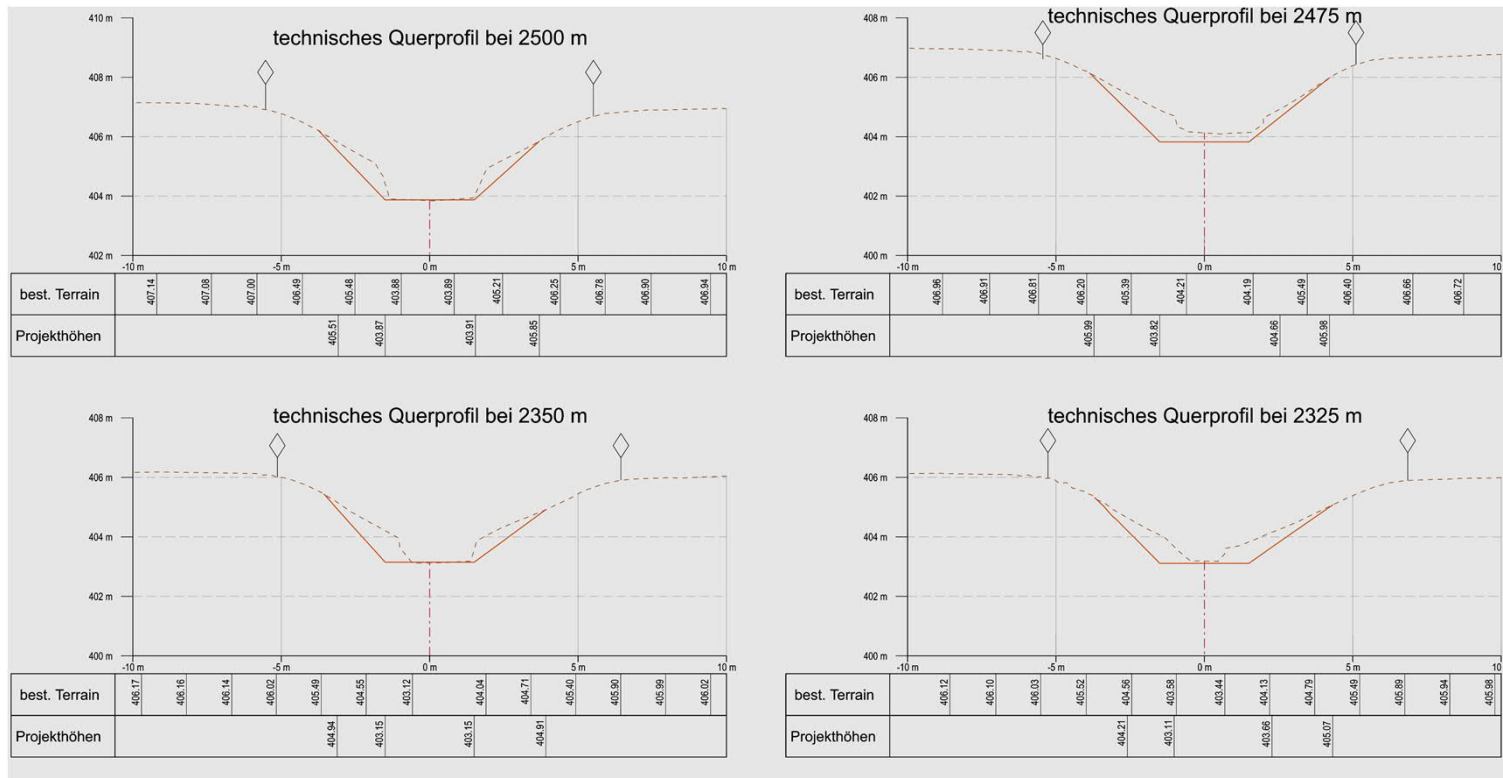 technisches Querprofil bei 2500 m
410 m
408 m
406 m
404 m
402 m
-10 m -5 m 0 m 5 m 10 m
best. Terrain 407.14 407.08 407.00 406.49 405.48 403.88 403.89 405.21 406.25 406.78 406.90 406.94
Projekthöhen 405.51 403.87 403.91 405.85
technisches Querprofil bei 2475 m
408 m
406 m
404 m
402 m
400 m
-10 m -5 m 0 m 5 m 10 m
best. Terrain 406.96 406.91 406.81 406.20 405.39 404.21 404.19 405.49 406.40 406.66 406.72
Projekthöhen 405.99 403.82 404.66 405.98
technisches Querprofil bei 2350 m
408 m
406 m
404 m
402 m
400 m
-10 m -5 m 0 m 5 m 10 m
best. Terrain 406.17 406.16 406.14 406.02 405.49 404.55 403.12 404.04 404.71 405.40 405.90 405.99 406.02
Projekthöhen 404.94 403.15 403.15 404.91
technisches Querprofil bei 2325 m
408 m
406 m
404 m
402 m
400 m
-10 m -5 m 0 m 5 m 10 m
best. Terrain 406.12 406.10 406.03 405.52 404.56 403.58 403.44 404.13 404.79 405.49 405.89 405.94 405.98
Projekthöhen 404.21 403.11 403.66 405.07